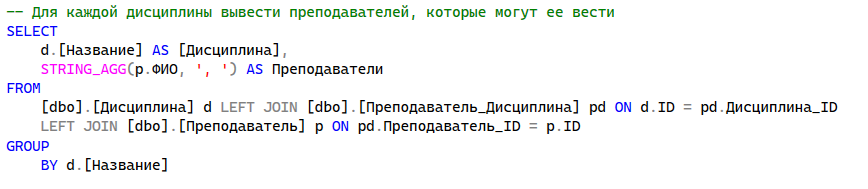 -- Для каждой дисциплины вывести преподавателей, которые могут ее вести
SELECT
    d.[Название] AS [Дисциплина],
    STRING_AGG(p.ФИО, ', ') AS Преподаватели
FROM
    [dbo].[Дисциплина] d LEFT JOIN [dbo].[Преподаватель_Дисциплина] pd ON d.ID = pd.Дисциплина_ID
    LEFT JOIN [dbo].[Преподаватель] p ON pd.Преподаватель_ID = p.ID
GROUP
    BY d.[Название]